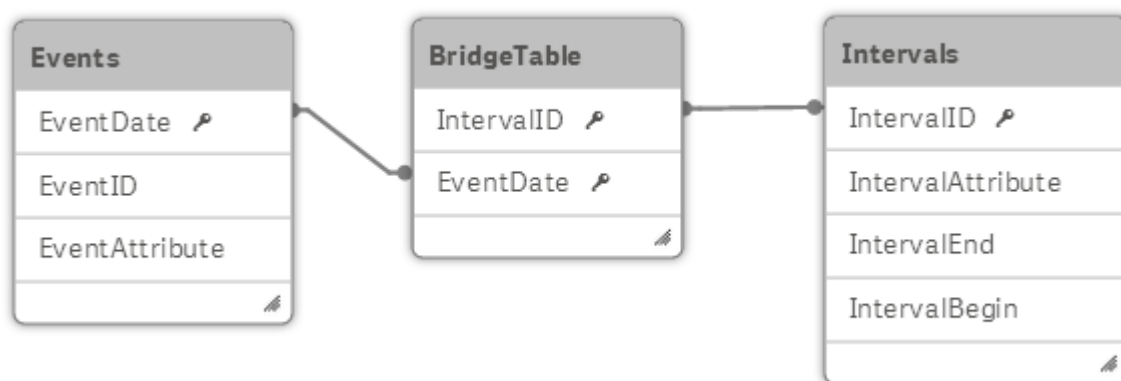 Events
EventDate
EventID
EventAttribute
BridgeTable
IntervalID
EventDate
Intervals
IntervalID
IntervalAttribute
IntervalEnd
IntervalBegin